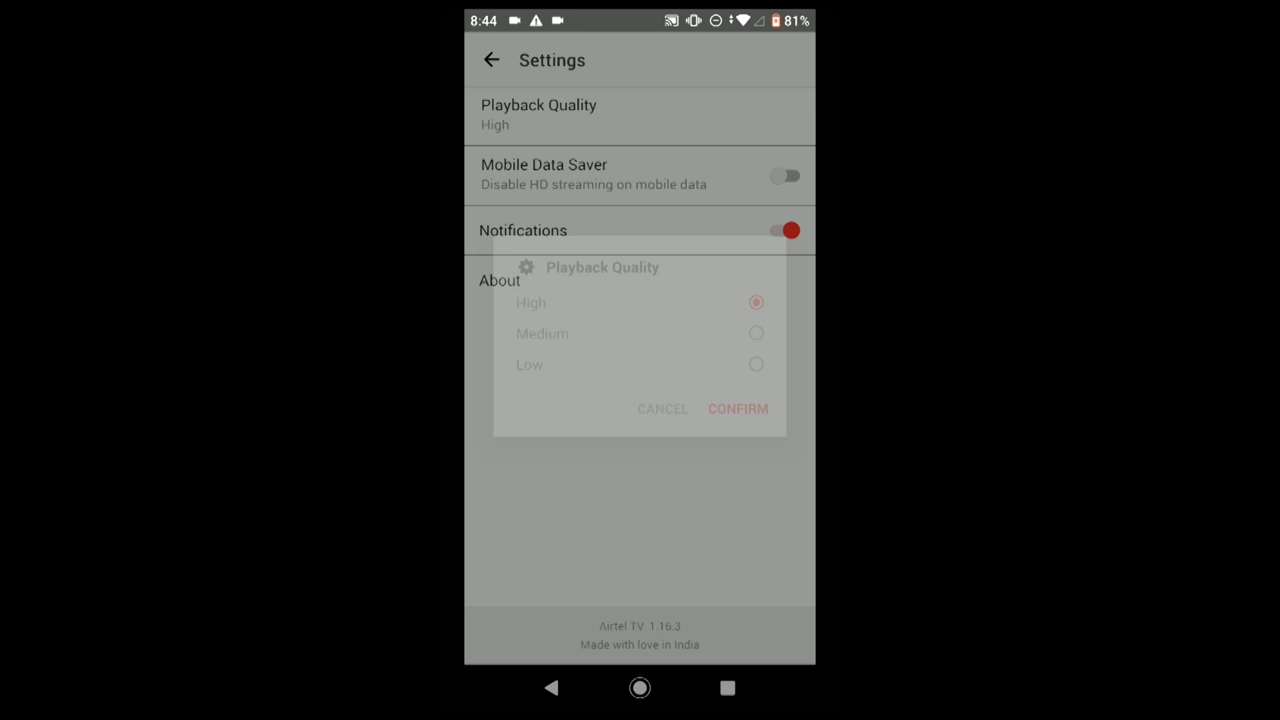 8:44 81%
Settings
Playback Quality
High
Mobile Data Saver
Disable HD streaming on mobile data
Notifications
About
Playback Quality
High
Medium
Low
CANCEL CONFIRM
Airtel TV 1.16.3
Made with love in India